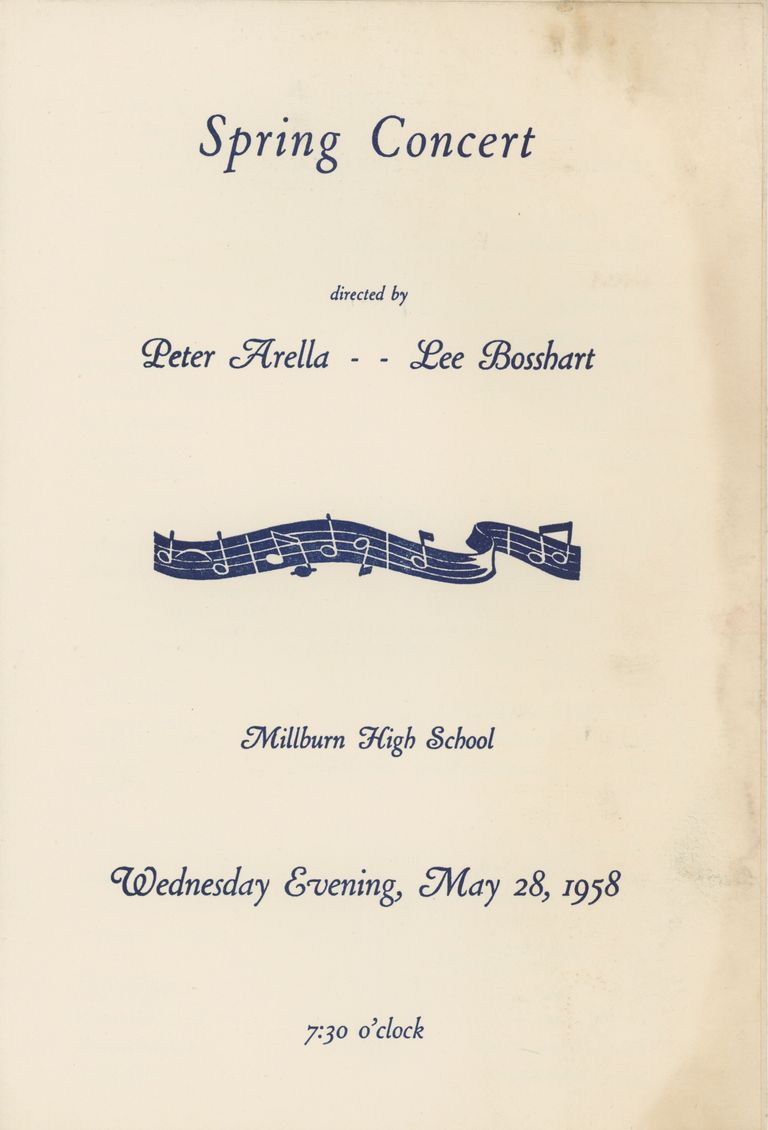 Spring Concert
directed by
Peter Arella - - Lee Bosshart
Millburn High School
Wednesday Evening, May 28, 1958
7:30 o'clock